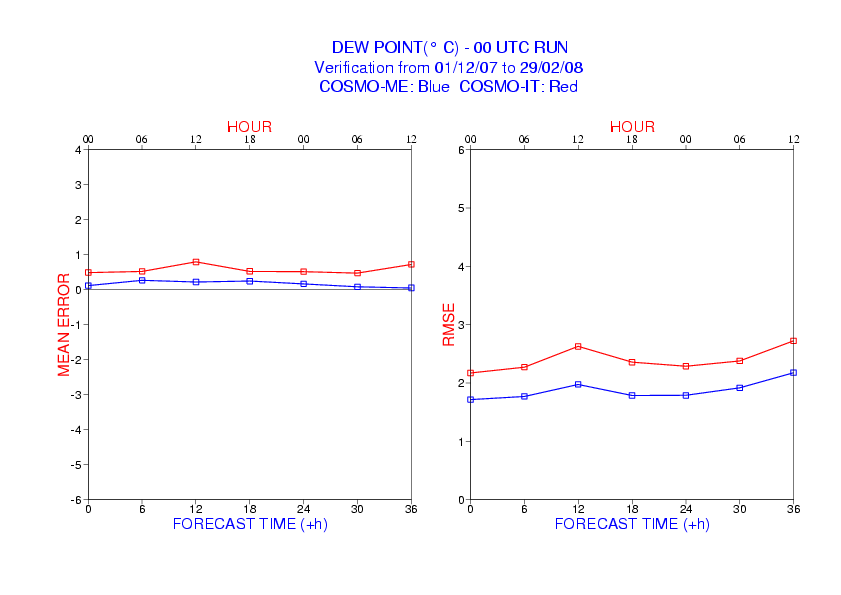 DEW POINT(° C) - 00 UTC RUN
Verification from 01/12/07 to 29/02/08
COSMO-ME: Blue  COSMO-IT: Red
HOUR
00 06 12 18 00 06 12
4
3
2
1
0
-1
-2
-3
-4
-5
-6
MEAN ERROR
0 6 12 18 24 30 36
FORECAST TIME (+h)
HOUR
00 06 12 18 00 06 12
6
5
4
3
2
1
0
RMSE
0 6 12 18 24 30 36
FORECAST TIME (+h)